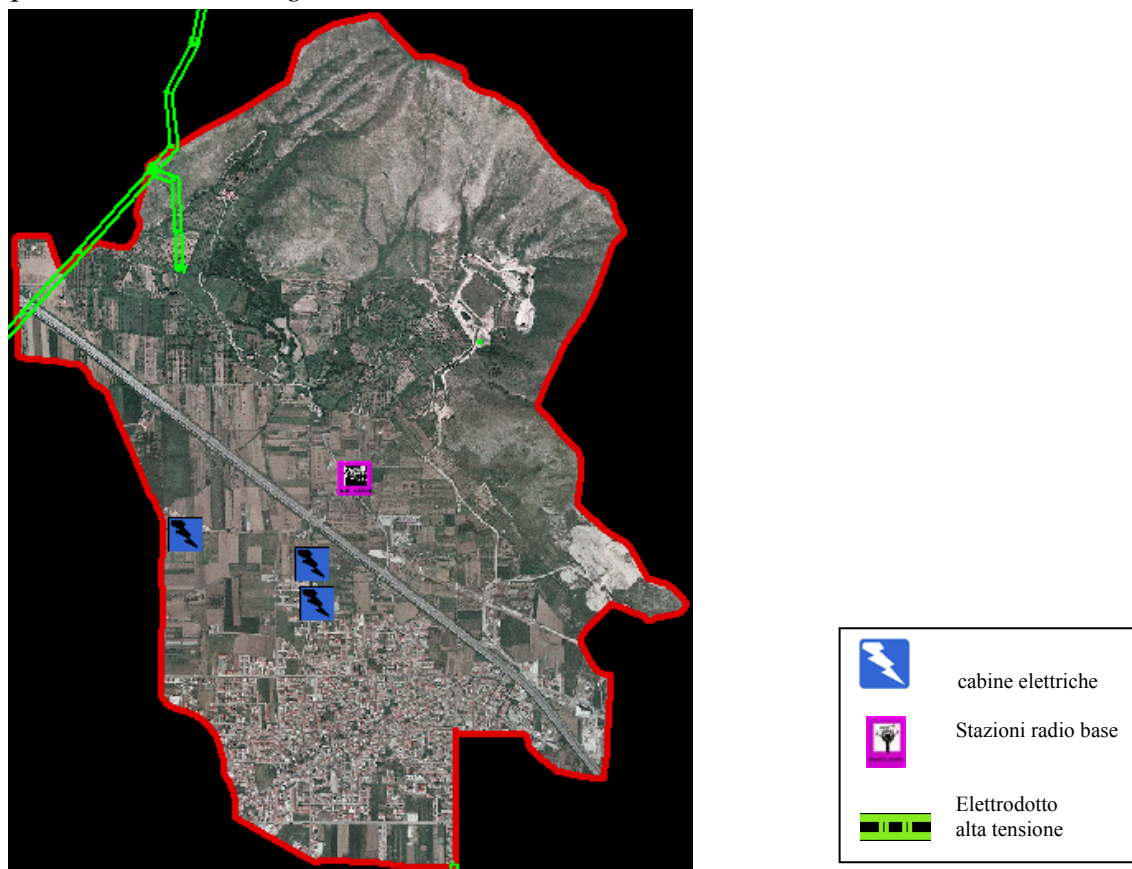 cabine elettriche
Stazioni radio base
Elettrodotto
alta tensione